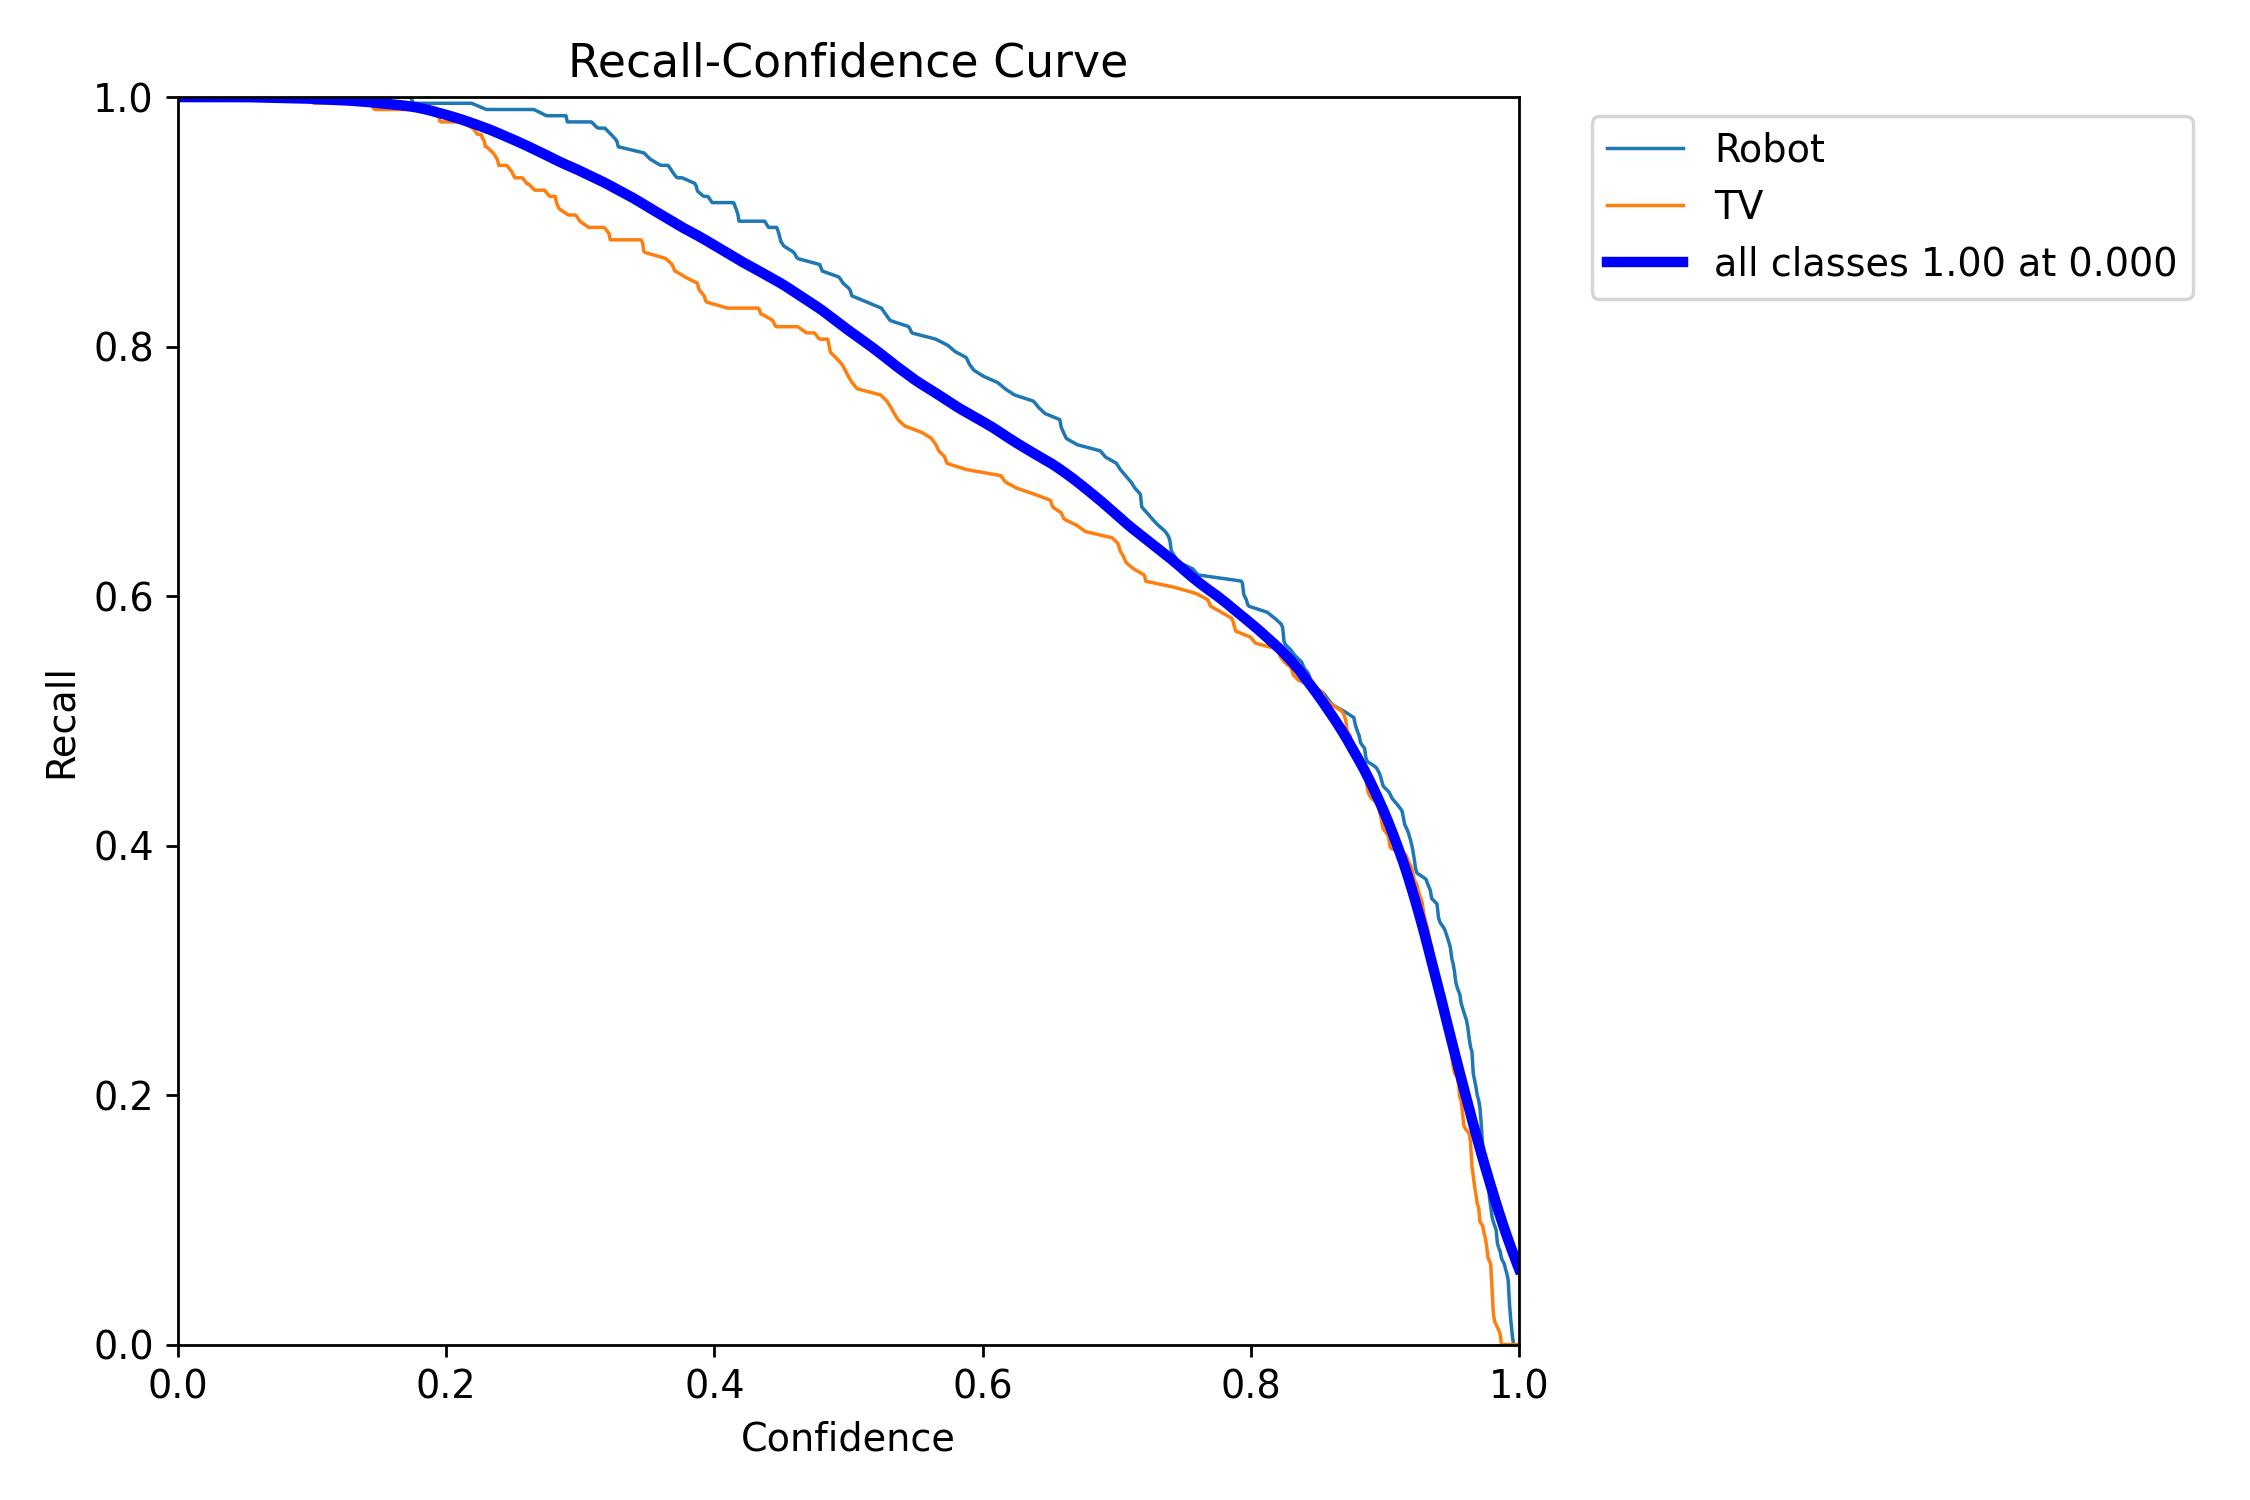 Recall-Confidence Curve
1.0
0.8
0.6
0.4
0.2
0.0
Recall
0.0 0.2 0.4 0.6 0.8 1.0
Confidence
Robot
TV
all classes 1.00 at 0.000